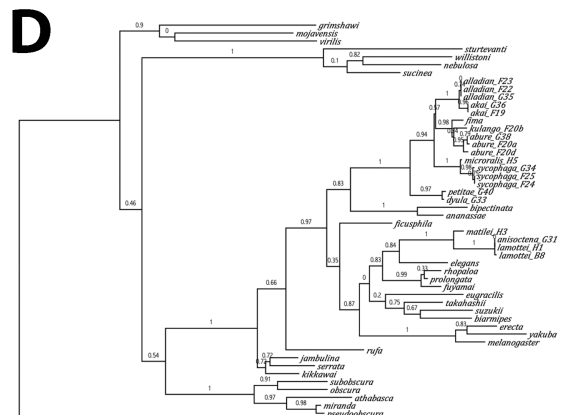 D
0.9
grimshawi
0
mojavensis
virilis
1
sturtevanti
0.82
willistoni
0.1
nebulosa
sucinea
alladian_F23
alladian_F22
alladian_G35
1
akai_G36
akai_F19
0.57
fima
0.98
kulango_F20b
abure_G38
0.94
abure_F20a
abure_F20d
microralis_H5
1
sycophaga_G34
sycophaga_F25
sycophaga_F24
1
0.97
petitae_G40
dyula_G33
0.83
1
bipectinata
ananassae
0.46
0.97
ficusphila
matilei_H3
1
anisoctena_G31
1
lamottei_H1
lamottei_B8
0.84
0.35
0.83
elegans
0.33
rhopaloa
0.99
prolongata
fuyamai
0
0.2
eugracilis
0.66
0.75
takahashii
0.87
0.67
suzukii
biarmipes
1
0.83
erecta
yakuba
melanogaster
1
rufa
0.72
jambulina
serrata
kikkawai
0.54
0.91
subobscura
1
obscura
0.97
athabasca
0.98
miranda
pseudoobscura